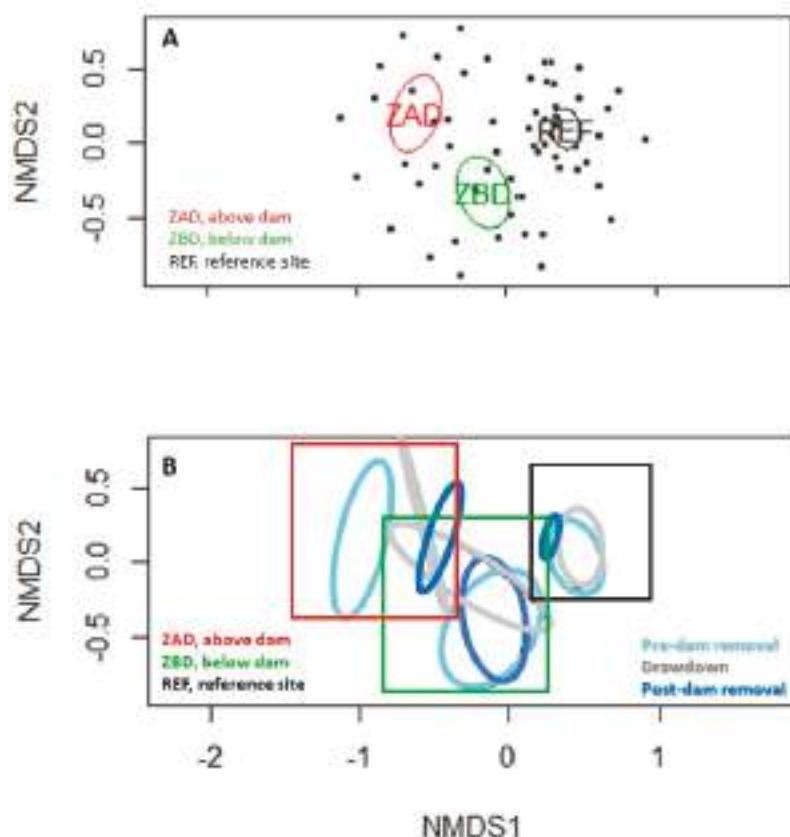 A
NMDS2
0.5
0.0
-0.5
ZAD
ZBD
ZAD, above dam
ZBD, below dam
REF, reference site
B
NMDS2
0.5
0.0
-0.5
ZAD, above dam
ZBD, below dam
REF, reference site
Pre-dam removal
Drawdown
Post-dam removal
-2
-1
0
1
NMDS1